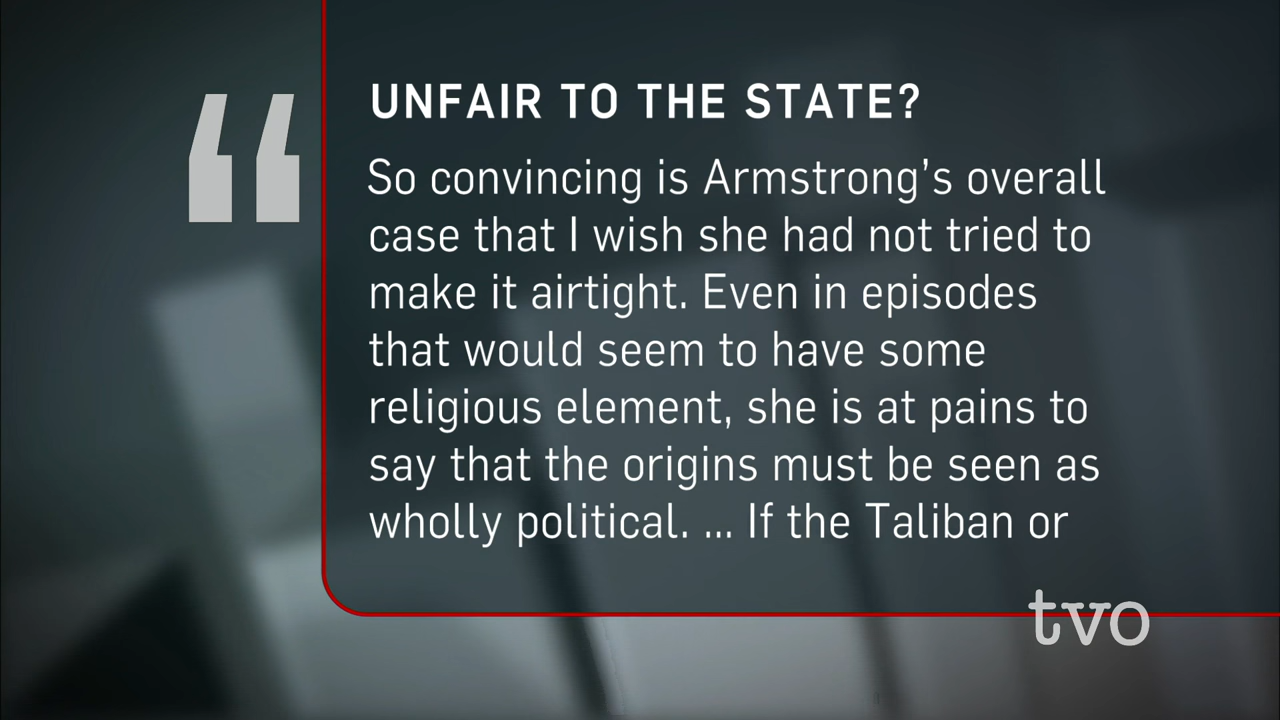 “
UNFAIR TO THE STATE?
So convincing is Armstrong’s overall
case that I wish she had not tried to
make it airtight. Even in episodes
that would seem to have some
religious element, she is at pains to
say that the origins must be seen as
wholly political. ... If the Taliban or
tvo